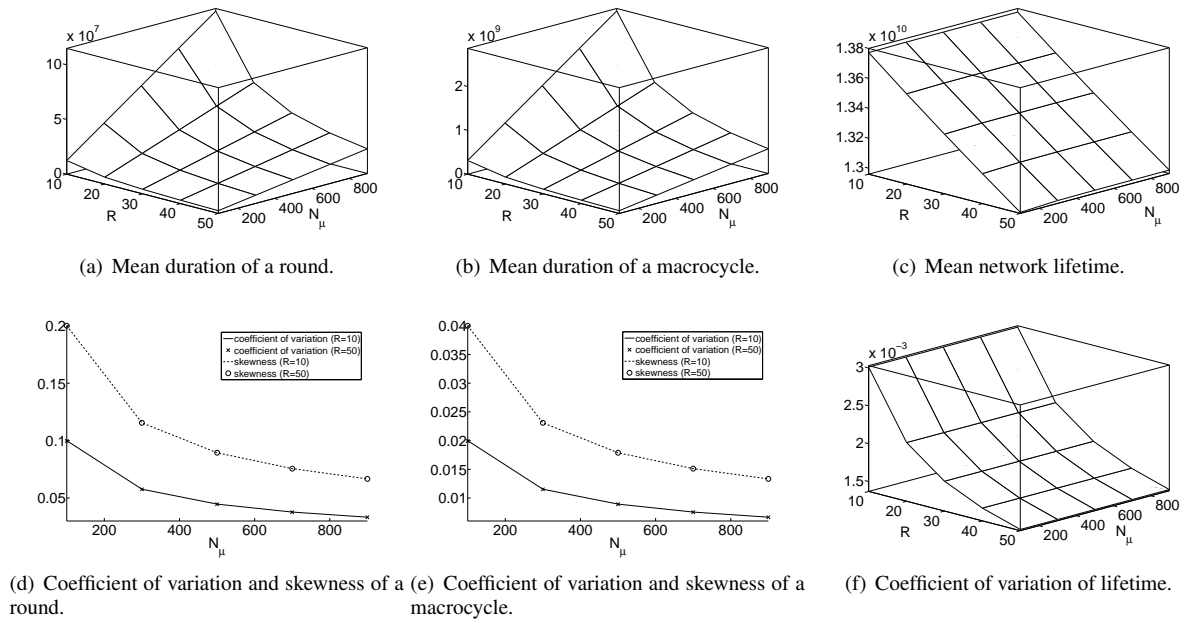 x 10⁷
10
5
0
10
20
30
40
50
R
200
400
600
800
N_μ
(a) Mean duration of a round.
x 10⁹
2
1
0
10
20
30
40
50
R
200
400
600
800
N_μ
(b) Mean duration of a macrocycle.
x 10¹⁰
1.38
1.36
1.34
1.32
1.3
10
20
30
40
50
R
200
400
600
800
N_μ
(c) Mean network lifetime.
0.2
0.15
0.1
0.05
200
400
600
800
N_μ
coefficient of variation (R=10)
coefficient of variation (R=50)
skewness (R=10)
skewness (R=50)
(d) Coefficient of variation and skewness of a
round.
0.04
0.035
0.03
0.025
0.02
0.015
0.01
200
400
600
800
N_μ
coefficient of variation (R=10)
coefficient of variation (R=50)
skewness (R=10)
skewness (R=50)
(e) Coefficient of variation and skewness of a
macrocycle.
x 10⁻³
3
2.5
2
1.5
10
20
30
40
50
R
200
400
600
800
N_μ
(f) Coefficient of variation of lifetime.